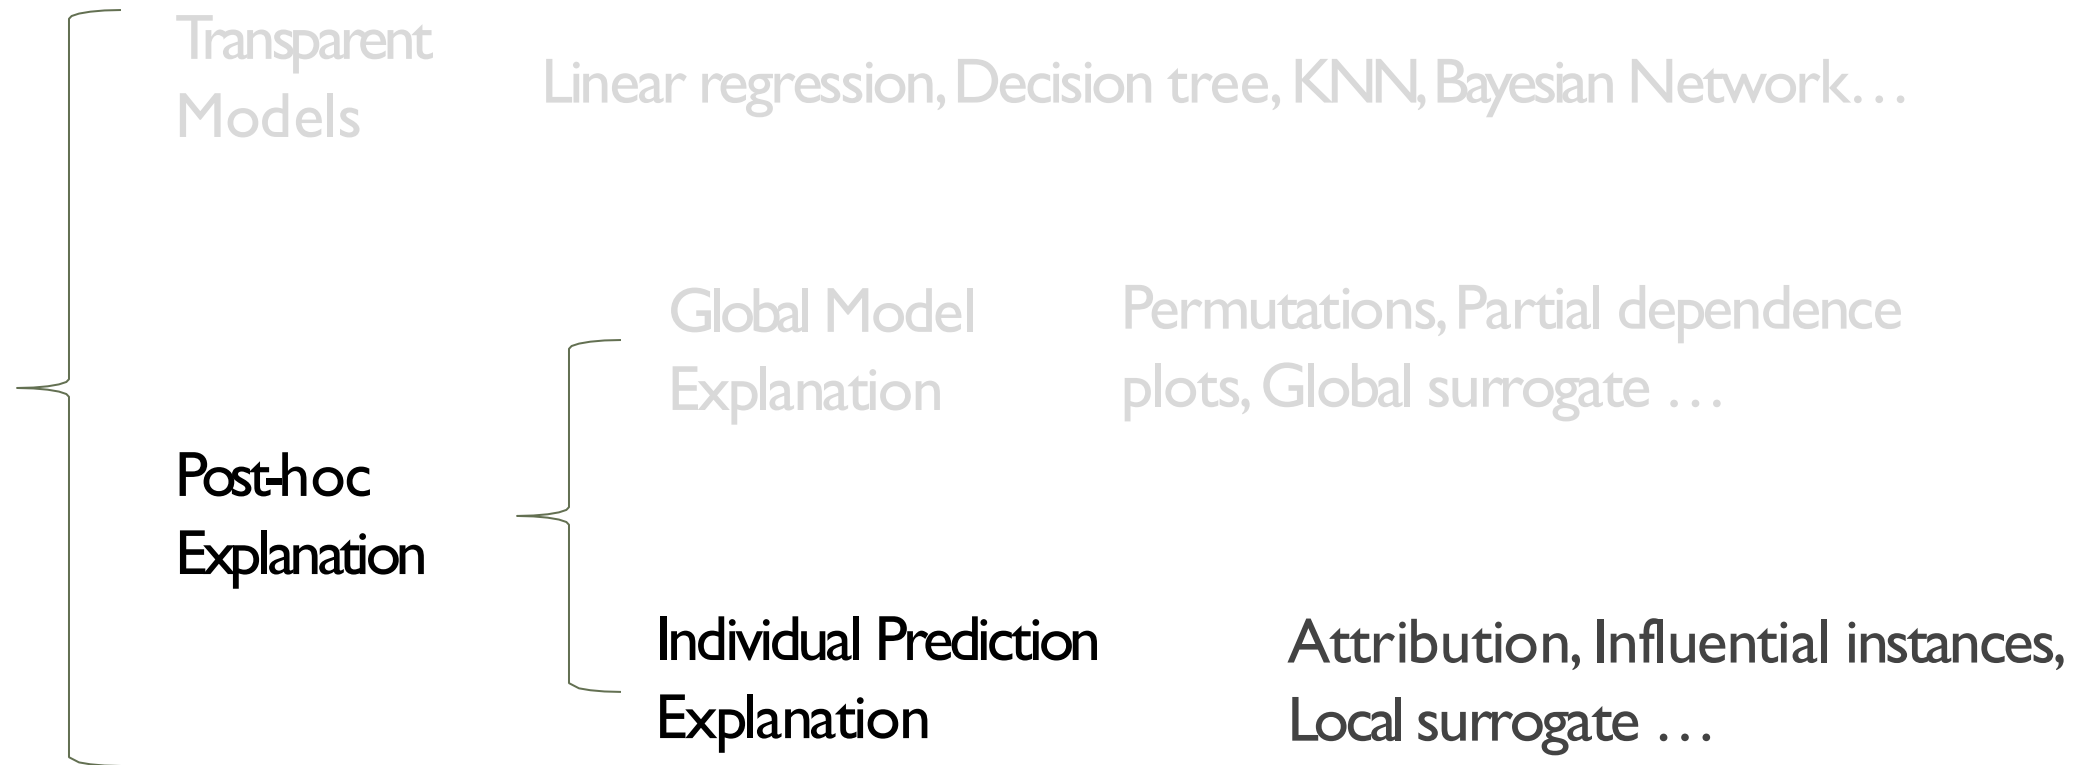 Transparent
Models
Linear regression, Decision tree, KNN, Bayesian Network…
Global Model
Explanation
Permutations, Partial dependence
plots, Global surrogate …
Post-hoc
Explanation
Individual Prediction
Explanation
Attribution, Influential instances,
Local surrogate …